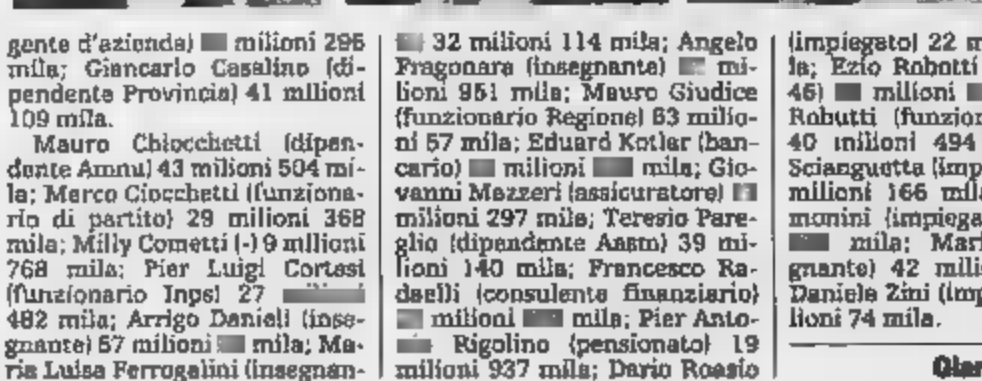 gente d'azienda) milioni 296
mila; Giancarlo Casalino (di-
pendente Provincia) 41 milioni
109 mila.
Mauro Chiocchetti (dipen-
dente Amnu) 43 milioni 504 mi-
la; Marco Ciocchetti (funziona-
rio di partito) 29 milioni 368
mila; Milly Cometti (-) 9 milioni
768 mila; Pier Luigi Cortesi
(funzionario Inps) 27
482 mila; Arrigo Danieli (inse-
gnante) 57 milioni mila; Ma-
ria Luisa Ferrogalini (insegnan-
32 milioni 114 mila; Angelo
Fragonara (insegnante) mi-
lioni 951 mila; Mauro Giudice
(funzionario Regione) 63 milio-
ni 57 mila; Eduard Kotler (ban-
cario) milioni mila; Gio-
vanni Mazzeri (assicuratore)
milioni 297 mila; Teresio Pare-
glio (dipendente Assm) 39 mi-
lioni 140 mila; Francesco Ra-
daelli (consulente finanziario)
milioni mila; Pier Anto-
Rigolino (pensionato) 19
milioni 937 mila; Dario Roasio
(impiegato) 22 m
la; Ezio Robotti
46) milioni
Robutti (funzion
40 milioni 494
Scianguetta (imp
milioni 166 mila
monini (impiega
mila; Mari
gnante) 42 mili
Daniele Zini (imp
lioni 74 mila.